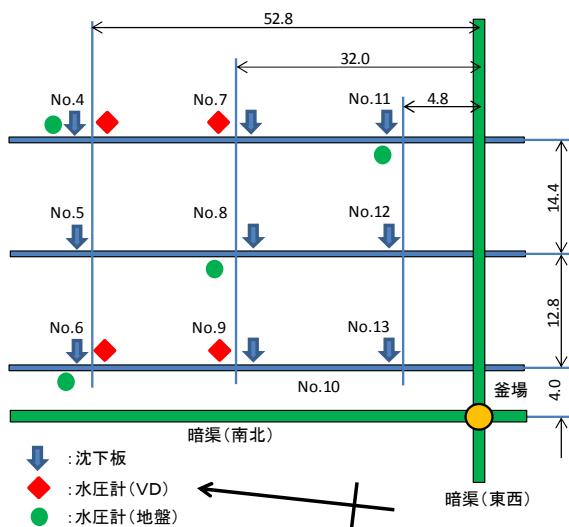 52.8
32.0
No.4
No.7
No.11
4.8
14.4
No.5
No.8
No.12
12.8
No.6
No.9
No.13
No.10
釜場
4.0
暗渠(南北)
:沈下板
:水圧計(VD)
:水圧計(地盤)
暗渠(東西)